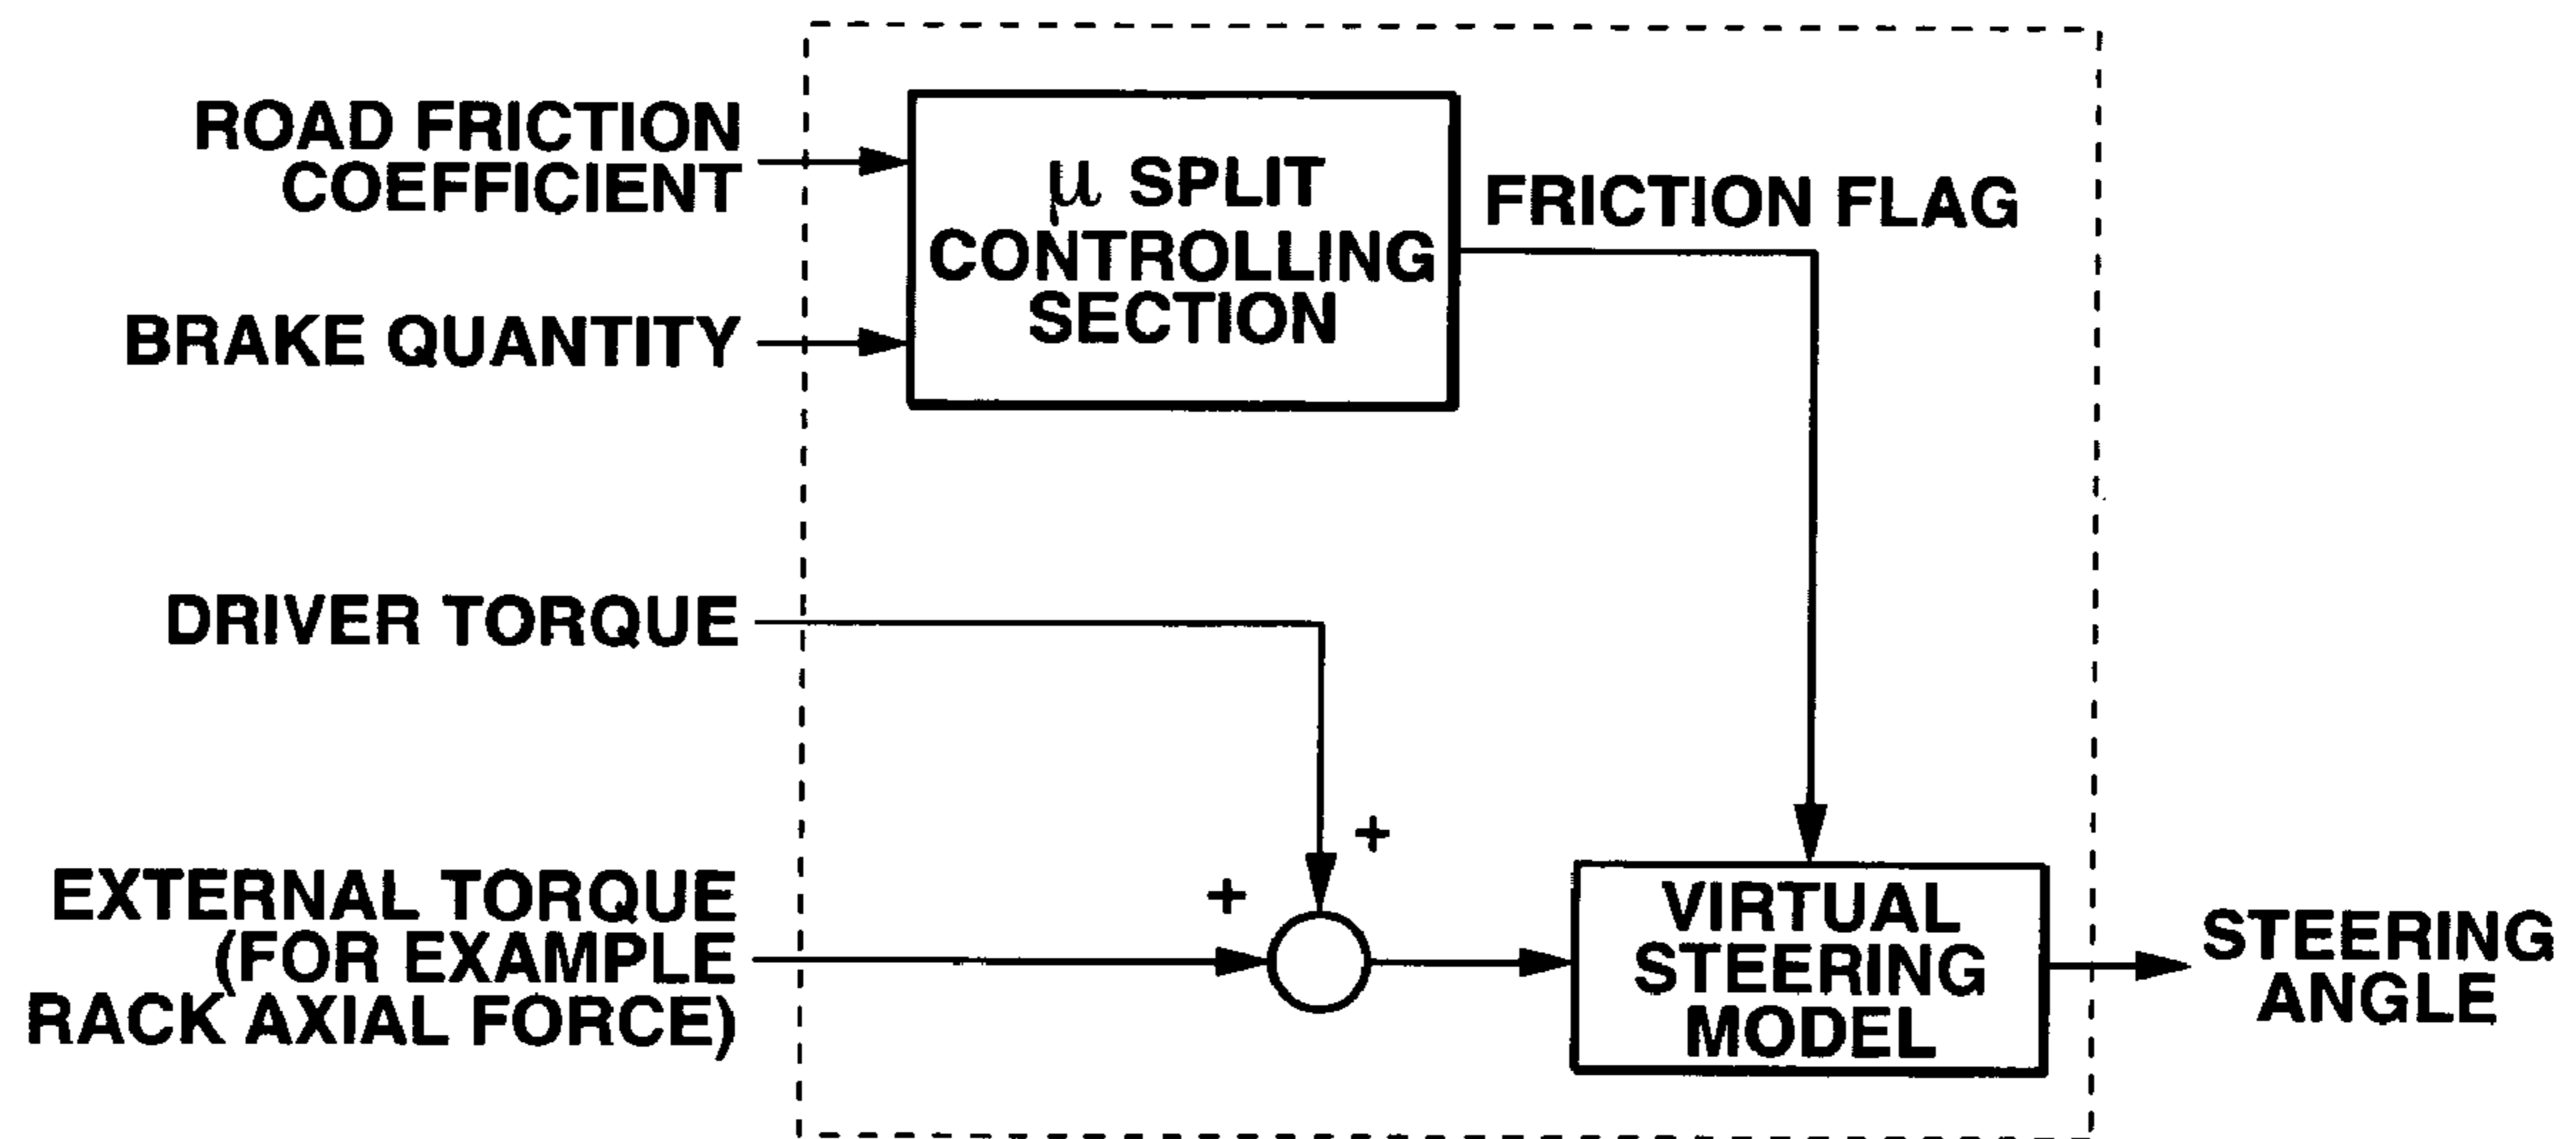 ROAD FRICTION
COEFFICIENT
BRAKE QUANTITY
μ SPLIT
CONTROLLING
SECTION
FRICTION FLAG
DRIVER TORQUE
+
+
EXTERNAL TORQUE
(FOR EXAMPLE
RACK AXIAL FORCE)
VIRTUAL
STEERING
MODEL
STEERING
ANGLE